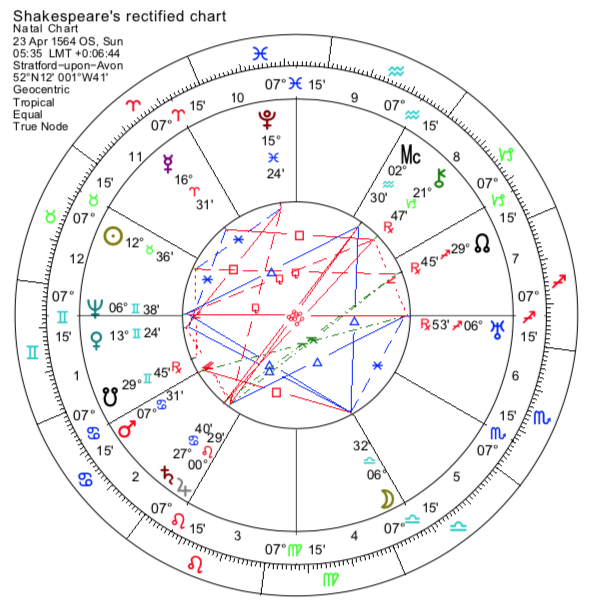 Shakespeare's rectified chart
Natal Chart
23 Apr 1564 OS, Sun
05:35 LMT +0:06:44
Stratford-upon-Avon
52°N12' 001°W41'
Geocentric
Tropical
Equal
True Node
♓
♒
♑
♐
♏
♎
♍
♌
♋
♊
♉
♈
07° ♓ 15'
07° ♒ 15'
07° ♑ 15'
07° ♐ 15'
07° ♏ 15'
07° ♎ 15'
07° ♍ 15'
07° ♌ 15'
07° ♋ 15'
07° ♊ 15'
07° ♉ 15'
07° ♈ 15'
10
9
8
7
6
5
4
3
2
1
12
11
♇ 15° ♓ 24'
Mc 02° ♒ 30'
⚷ 21° ♑ 47' ℞
☊ 29° ♐ 45' ℞
♅ 06° ♐ 53' ℞
☽ 06° ♎ 32'
♃ 00° ♌ 29'
♄ 27° ♋ 40'
♂ 07° ♋ 31'
☋ 29° ♊ 45' ℞
♀ 13° ♊ 24'
♆ 06° ♊ 38'
☉ 12° ♉ 36'
☿ 16° ♈ 31'